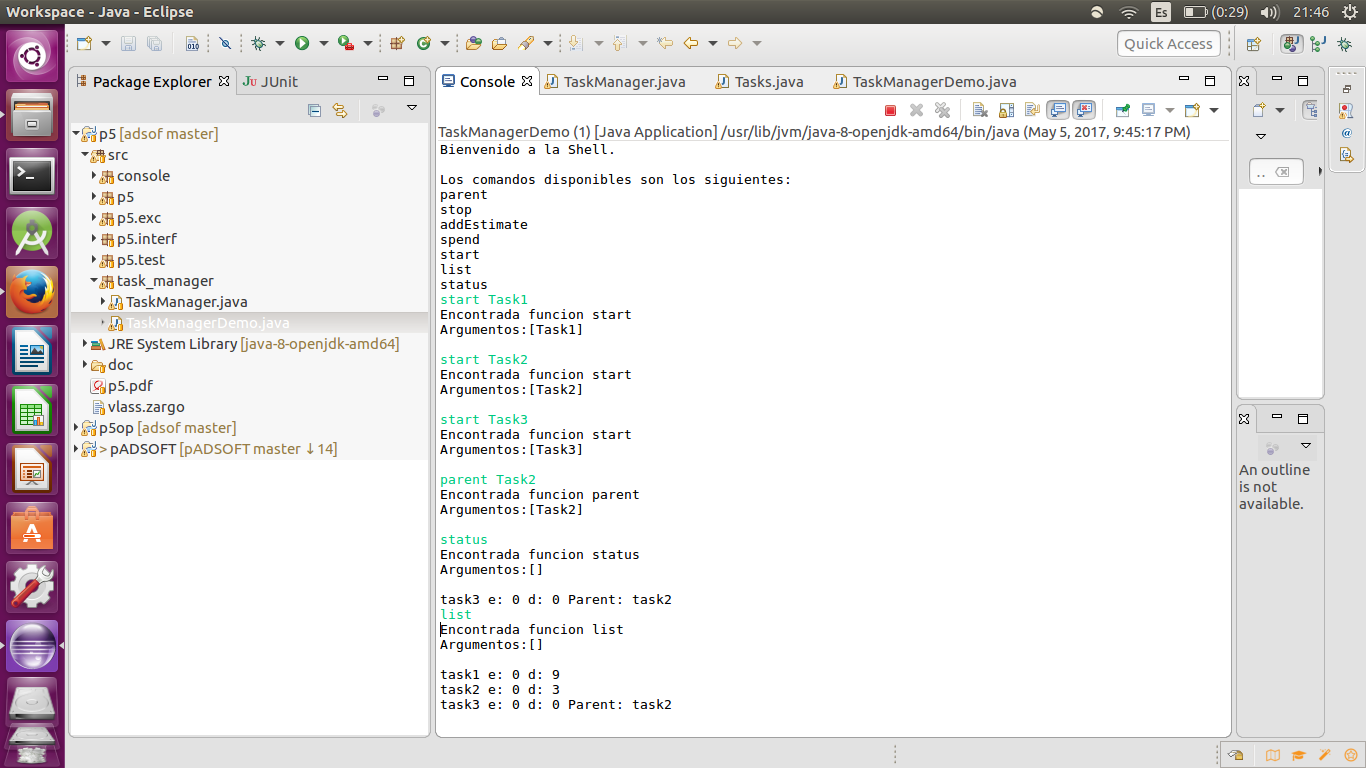 Workspace - Java - Eclipse
Es
(0:29)
21:46
Quick Access
Package Explorer
JUnit
Console
TaskManager.java
Tasks.java
TaskManagerDemo.java
p5 [adsof master]
src
console
p5
p5.exc
p5.interf
p5.test
task_manager
TaskManager.java
TaskManagerDemo.java
JRE System Library [java-8-openjdk-amd64]
doc
p5.pdf
vlass.zargo
p5op [adsof master]
> pADSOFT [pADSOFT master ↓14]
TaskManagerDemo (1) [Java Application] /usr/lib/jvm/java-8-openjdk-amd64/bin/java (May 5, 2017, 9:45:17 PM)
Bienvenido a la Shell.
Los comandos disponibles son los siguientes:
parent
stop
addEstimate
spend
start
list
status
start Task1
Encontrada funcion start
Argumentos:[Task1]
start Task2
Encontrada funcion start
Argumentos:[Task2]
start Task3
Encontrada funcion start
Argumentos:[Task3]
parent Task2
Encontrada funcion parent
Argumentos:[Task2]
status
Encontrada funcion status
Argumentos:[]
task3 e: 0 d: 0 Parent: task2
list
Encontrada funcion list
Argumentos:[]
task1 e: 0 d: 9
task2 e: 0 d: 3
task3 e: 0 d: 0 Parent: task2
..
An outline
is not
available.